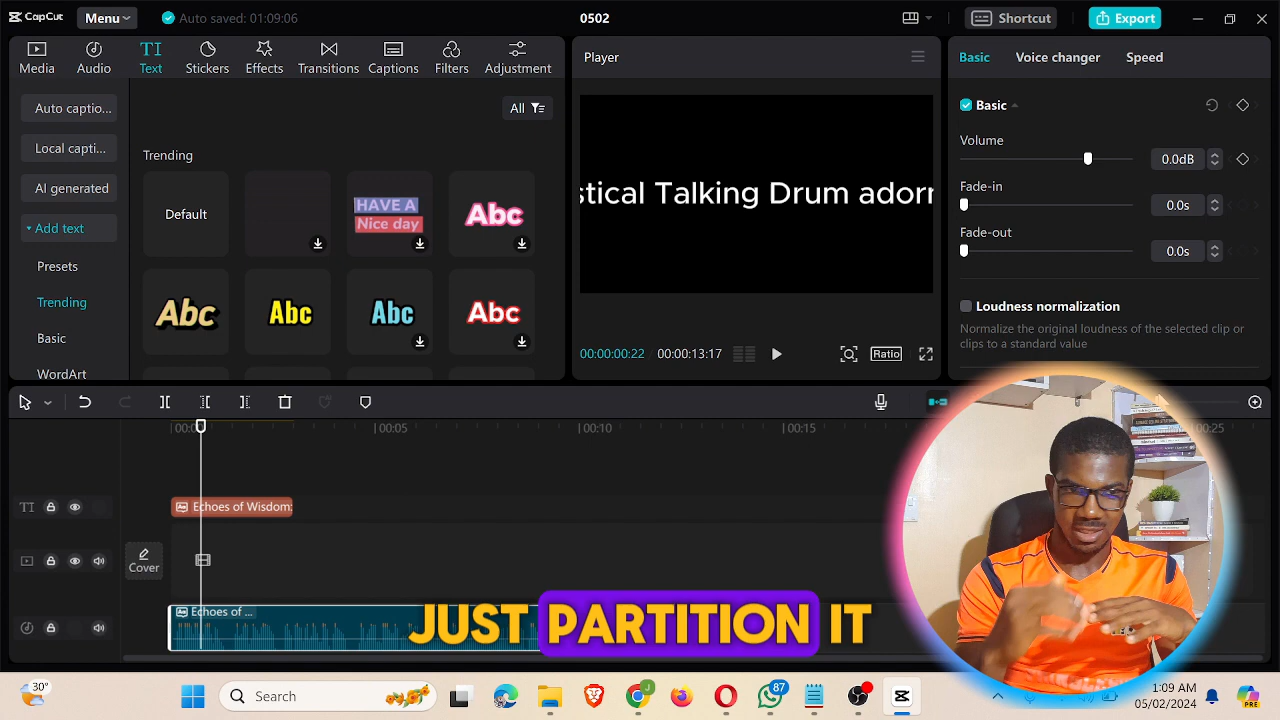 CapCut
Menu
Auto saved: 01:09:06
0502
Shortcut
Export
Media
Audio
TI
Text
Stickers
Effects
Transitions
Captions
Filters
Adjustment
Auto captio...
Local capti...
AI generated
Add text
Presets
Trending
Basic
WordArt
All
Trending
Default
HAVE A
Nice day
Abc
Abc
Abc
Abc
Abc
Player
stical Talking Drum adorn
00:00:00:22
00:00:13:17
Ratio
Basic
Voice changer
Speed
Basic
Volume
0.0dB
Fade-in
0.0s
Fade-out
0.0s
Loudness normalization
Normalize the original loudness of the selected clip or
clips to a standard value
00:0
00:05
00:10
00:15
00:25
TI
Echoes of Wisdom:
Cover
Echoes of ...
JUST PARTITION IT
30°
Search
J
87
1:09 AM
05/02/2024
PRE